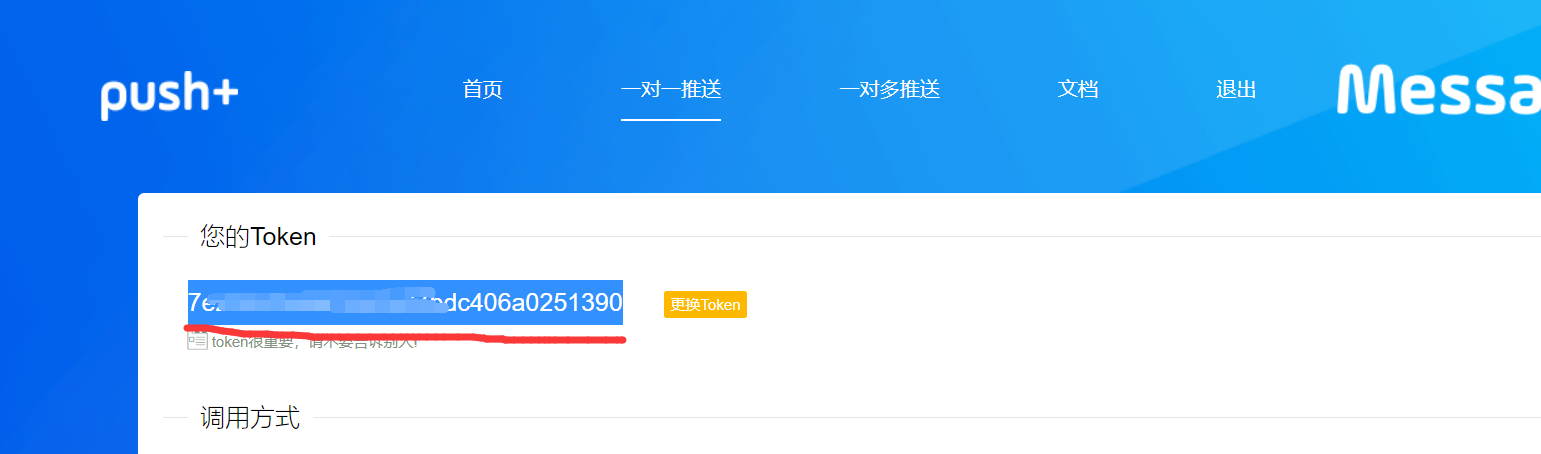 push+ 首页 一对一推送 一对多推送 文档 退出 Messa
您的Token
7e dc406a0251390 更换Token
token很重要，请不要告诉别人!
调用方式